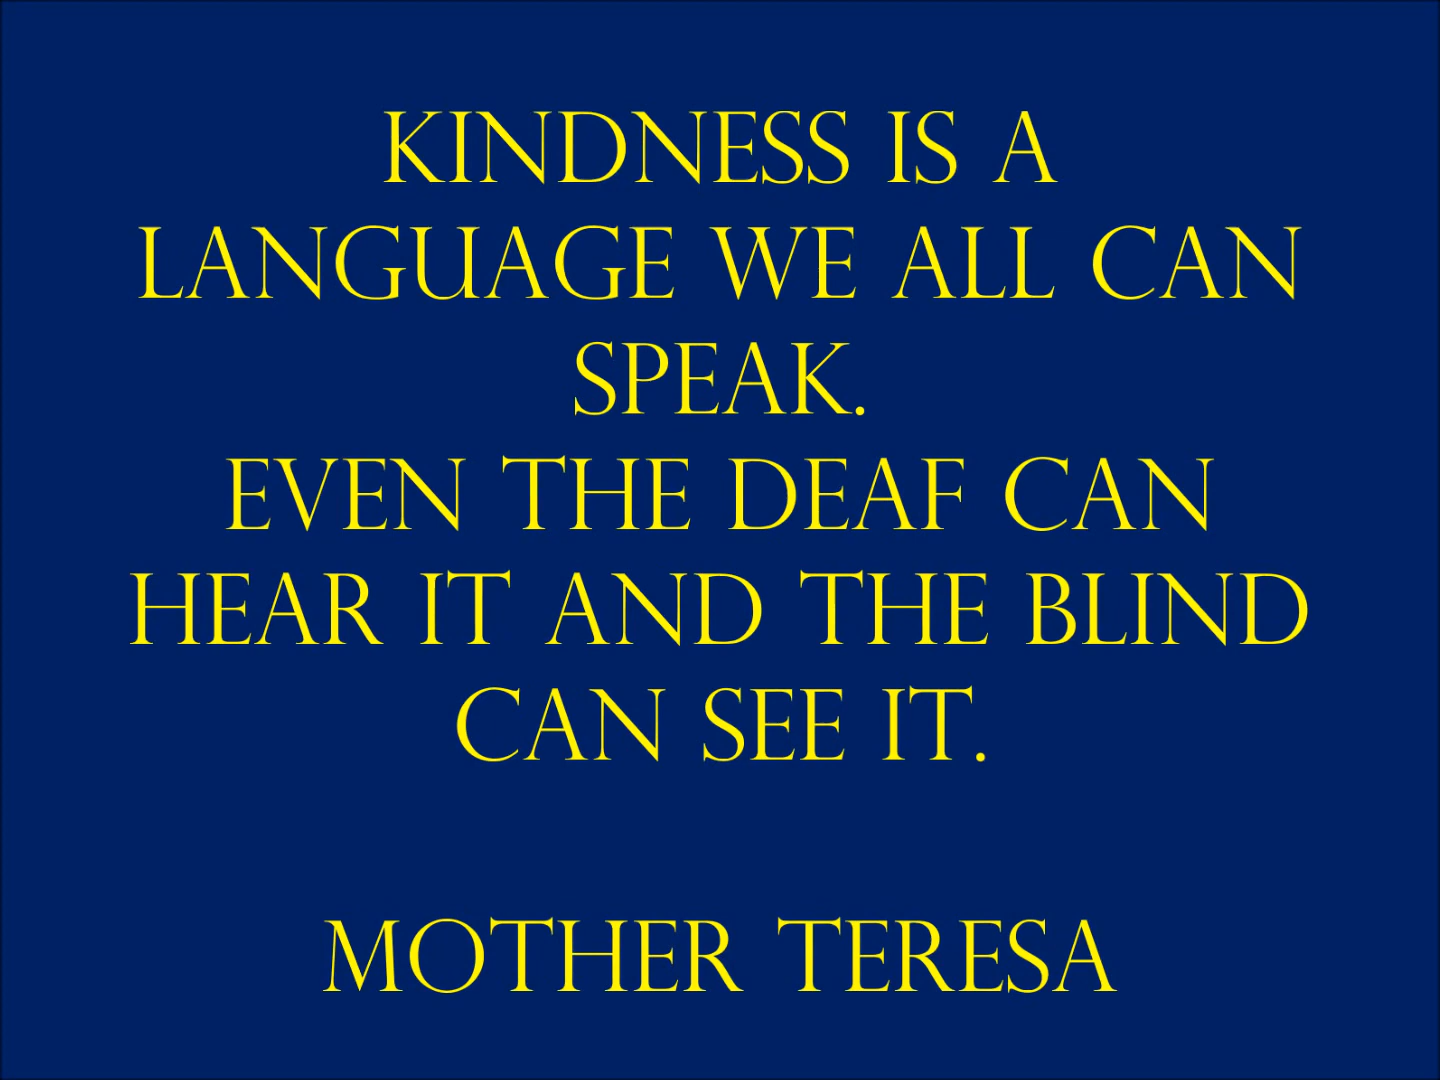 KINDNESS IS A
LANGUAGE WE ALL CAN
SPEAK.
EVEN THE DEAF CAN
HEAR IT AND THE BLIND
CAN SEE IT.
MOTHER TERESA